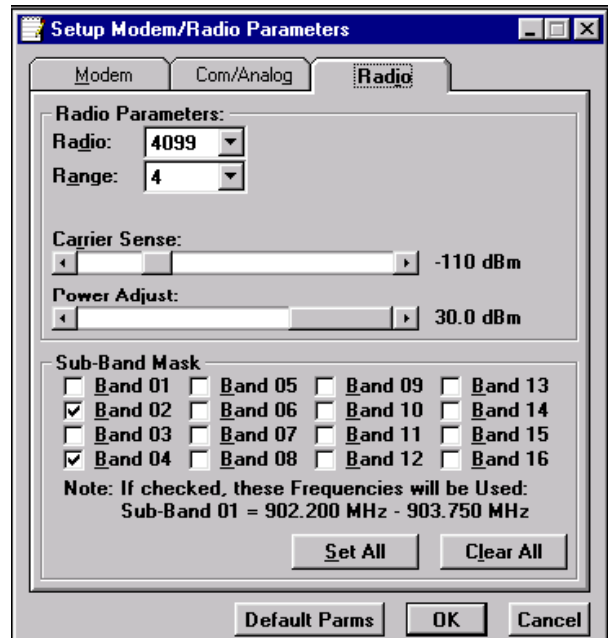 Setup Modem/Radio Parameters
Modem Com/Analog Radio
Radio Parameters:
Radio: 4099
Range: 4
Carrier Sense:
-110 dBm
Power Adjust:
30.0 dBm
Sub-Band Mask
Band 01 Band 05 Band 09 Band 13
Band 02 Band 06 Band 10 Band 14
Band 03 Band 07 Band 11 Band 15
Band 04 Band 08 Band 12 Band 16
Note: If checked, these Frequencies will be Used:
Sub-Band 01 = 902.200 MHz - 903.750 MHz
Set All Clear All
Default Parms OK Cancel